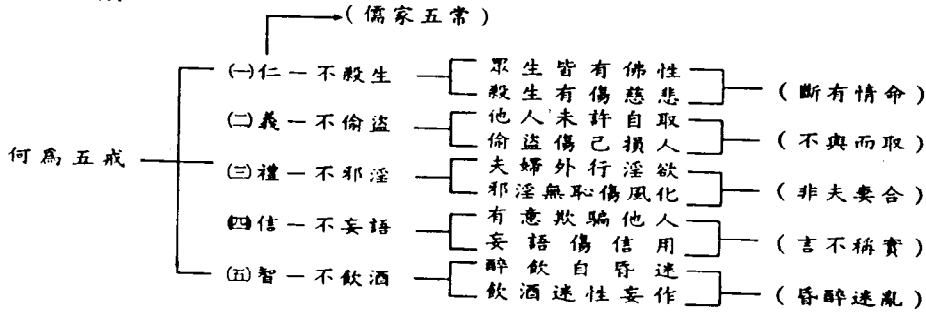 (儒家五常)
何為五戒
㈠仁－不殺生
眾生皆有佛性
殺生有傷慈悲
(斷有情命)
㈡義－不偷盜
他人未許自取
偷盜傷己損人
(不與而取)
㈢禮－不邪淫
夫婦外行淫欲
邪淫無恥傷風化
(非夫妻合)
㈣信－不妄語
有意欺騙他人
妄語傷信用
(言不稱實)
㈤智－不飲酒
醉飲自昏迷
飲酒迷性妄作
(昏醉迷亂)